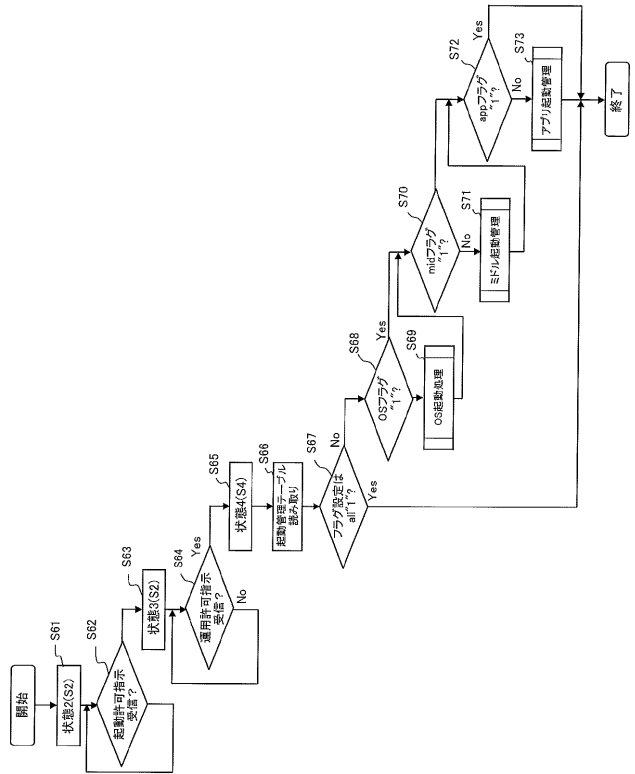 開始
S61
状態2(S2)
S62
起動許可指示
受信?
S63
状態3(S2)
S64
運用許可指示
受信?
Yes
No
S65
状態4(S4)
S66
起動管理テーブル
読み取り
S67
フラグ設定は
all"1"?
No
Yes
S68
OSフラグ
"1"?
Yes
S69
OS起動処理
S70
midフラグ
"1"?
No
S71
ミドル起動管理
S72
appフラグ
"1"?
Yes
No
S73
アプリ起動管理
終了